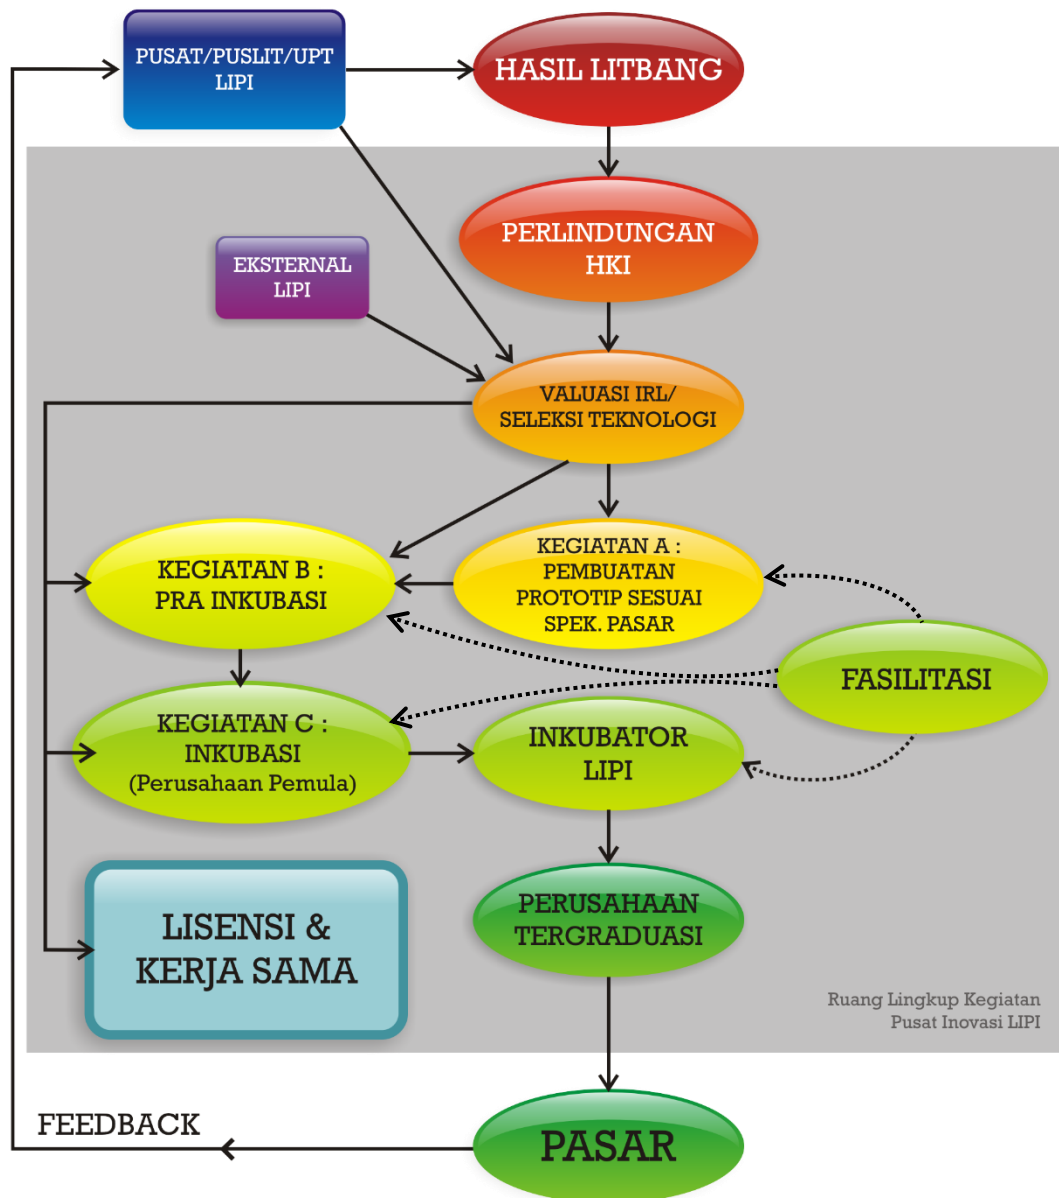 PUSAT/PUSLIT/UPT
LIPI
HASIL LITBANG
PERLINDUNGAN
HKI
EKSTERNAL
LIPI
VALUASI IRL/
SELEKSI TEKNOLOGI
KEGIATAN B :
PRA INKUBASI
KEGIATAN A :
PEMBUATAN
PROTOTIP SESUAI
SPEK. PASAR
FASILITASI
KEGIATAN C :
INKUBASI
(Perusahaan Pemula)
INKUBATOR
LIPI
LISENSI &
KERJA SAMA
PERUSAHAAN
TERGRADUASI
Ruang Lingkup Kegiatan
Pusat Inovasi LIPI
FEEDBACK
PASAR